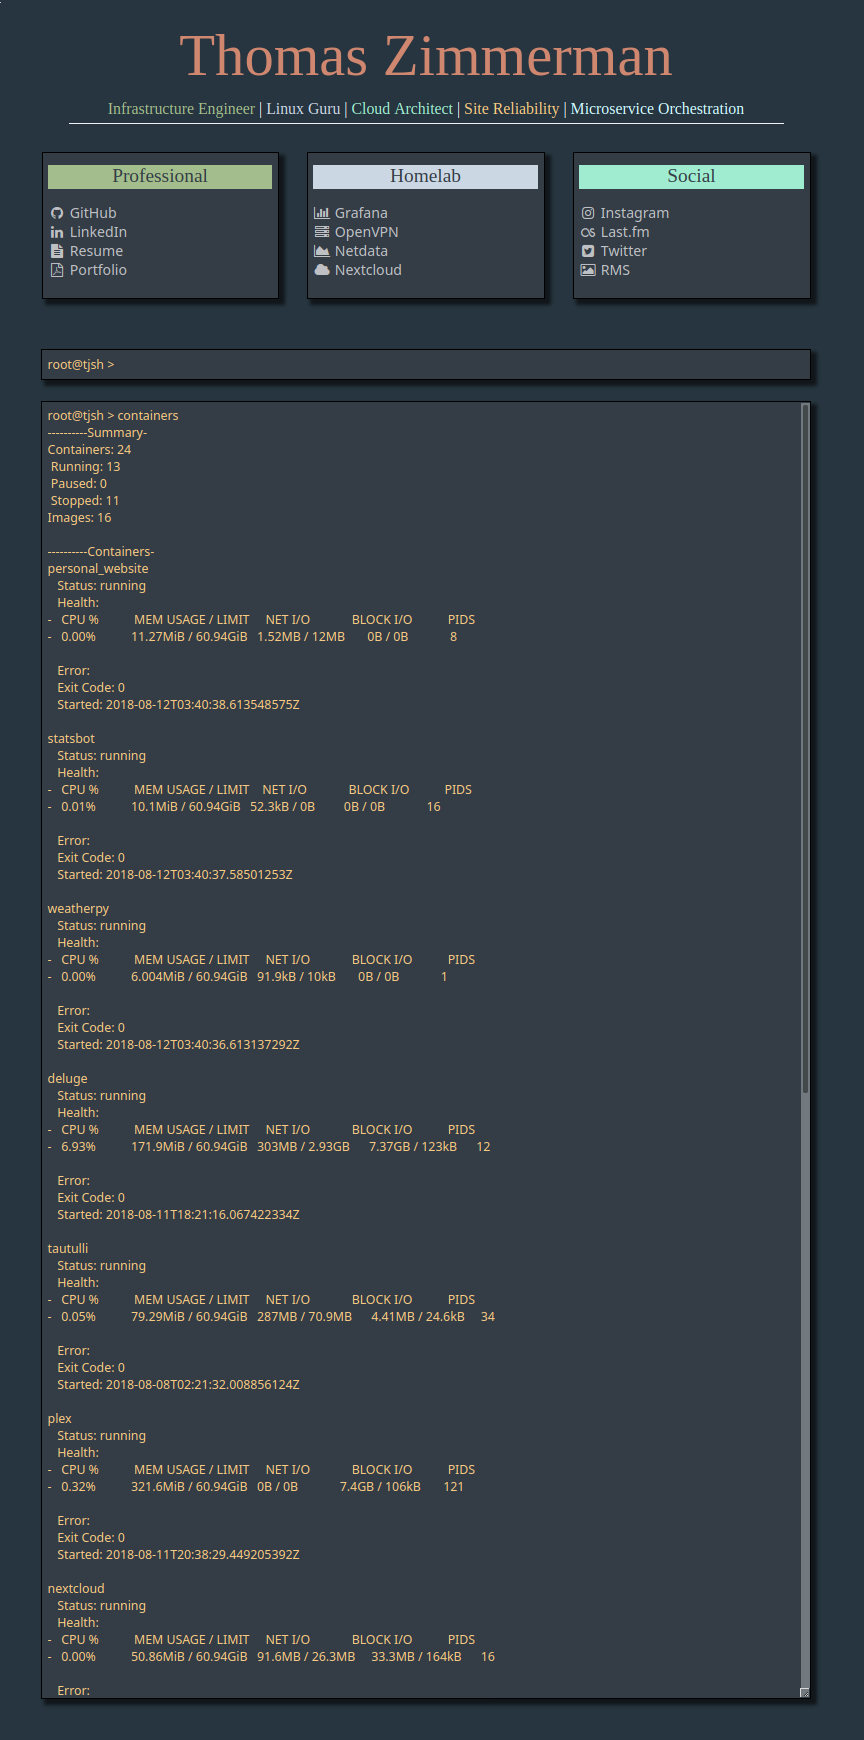 Thomas Zimmerman
Infrastructure Engineer | Linux Guru | Cloud Architect | Site Reliability | Microservice Orchestration
Professional
GitHub
LinkedIn
Resume
Portfolio
Homelab
Grafana
OpenVPN
Netdata
Nextcloud
Social
Instagram
Last.fm
Twitter
RMS
root@tjsh >
root@tjsh > containers
----------Summary-
Containers: 24
Running: 13
Paused: 0
Stopped: 11
Images: 16
----------Containers-
personal_website
Status: running
Health:
- CPU % MEM USAGE / LIMIT NET I/O BLOCK I/O PIDS
- 0.00% 11.27MiB / 60.94GiB 1.52MB / 12MB 0B / 0B 8
Error:
Exit Code: 0
Started: 2018-08-12T03:40:38.613548575Z
statsbot
Status: running
Health:
- CPU % MEM USAGE / LIMIT NET I/O BLOCK I/O PIDS
- 0.01% 10.1MiB / 60.94GiB 52.3kB / 0B 0B / 0B 16
Error:
Exit Code: 0
Started: 2018-08-12T03:40:37.58501253Z
weatherpy
Status: running
Health:
- CPU % MEM USAGE / LIMIT NET I/O BLOCK I/O PIDS
- 0.00% 6.004MiB / 60.94GiB 91.9kB / 10kB 0B / 0B 1
Error:
Exit Code: 0
Started: 2018-08-12T03:40:36.613137292Z
deluge
Status: running
Health:
- CPU % MEM USAGE / LIMIT NET I/O BLOCK I/O PIDS
- 6.93% 171.9MiB / 60.94GiB 303MB / 2.93GB 7.37GB / 123kB 12
Error:
Exit Code: 0
Started: 2018-08-11T18:21:16.067422334Z
tautulli
Status: running
Health:
- CPU % MEM USAGE / LIMIT NET I/O BLOCK I/O PIDS
- 0.05% 79.29MiB / 60.94GiB 287MB / 70.9MB 4.41MB / 24.6kB 34
Error:
Exit Code: 0
Started: 2018-08-08T02:21:32.008856124Z
plex
Status: running
Health:
- CPU % MEM USAGE / LIMIT NET I/O BLOCK I/O PIDS
- 0.32% 321.6MiB / 60.94GiB 0B / 0B 7.4GB / 106kB 121
Error:
Exit Code: 0
Started: 2018-08-11T20:38:29.449205392Z
nextcloud
Status: running
Health:
- CPU % MEM USAGE / LIMIT NET I/O BLOCK I/O PIDS
- 0.00% 50.86MiB / 60.94GiB 91.6MB / 26.3MB 33.3MB / 164kB 16
Error: